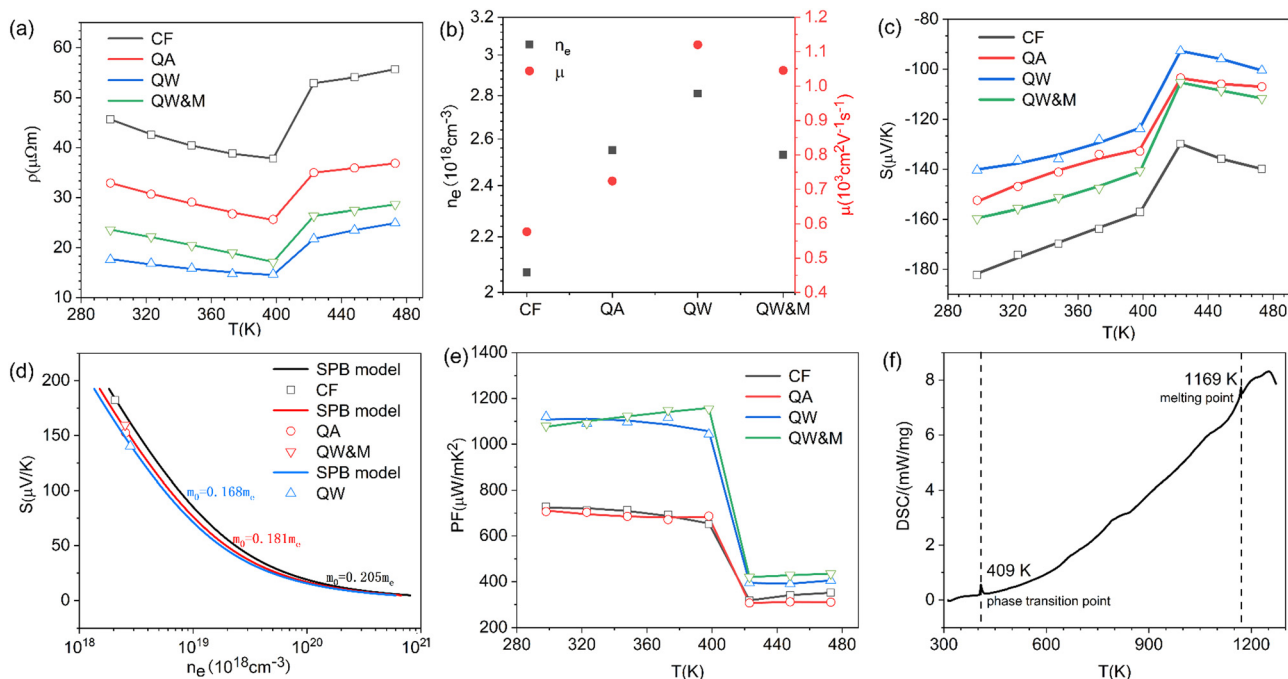 (a)
60
50
40
30
20
10
ρ(μΩm)
CF
QA
QW
QW&M
280 320 360 400 440 480
T(K)
(b)
3.2
3
2.8
2.6
2.4
2.2
2
n_e(10^18cm^-3)
n_e
μ
1.2
1.1
1.0
0.9
0.8
0.7
0.6
0.5
0.4
μ(10^3cm^2V^-1s^-1)
CF QA QW QW&M
(c)
-80
-100
-120
-140
-160
-180
S(μV/K)
CF
QA
QW
QW&M
280 320 360 400 440 480
T(K)
(d)
200
150
100
50
0
S(μV/K)
SPB model
CF
SPB model
QA
QW&M
SPB model
QW
m_0=0.168m_e
m_0=0.181m_e
m_0=0.205m_e
10^18 10^19 10^20 10^21
n_e(10^18cm^-3)
(e)
1400
1200
1000
800
600
400
200
PF(μW/mK^2)
CF
QA
QW
QW&M
280 320 360 400 440 480
T(K)
(f)
8
6
4
2
0
DSC/(mW/mg)
1169 K
melting point
409 K
phase transition point
300 600 900 1200
T(K)